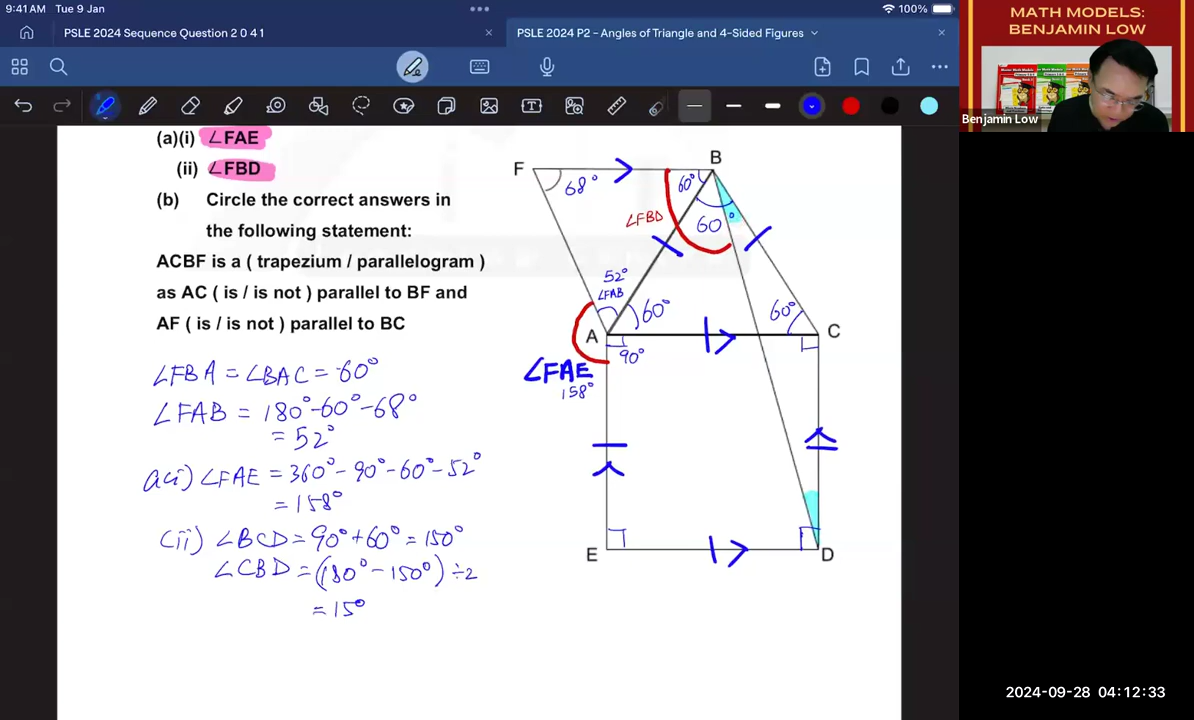 9:41 AM Tue 9 Jan
100%
PSLE 2024 Sequence Question 2 0 4 1
PSLE 2024 P2 - Angles of Triangle and 4-Sided Figures
MATH MODELS:
BENJAMIN LOW
Benjamin Low
(a)(i) ∠FAE
(ii) ∠FBD
(b) Circle the correct answers in
the following statement:
ACBF is a ( trapezium / parallelogram )
as AC ( is / is not ) parallel to BF and
AF ( is / is not ) parallel to BC
∠FBA = ∠BAC = 60°
∠FAB = 180° - 60° - 68°
= 52°
a(i) ∠FAE = 360° - 90° - 60° - 52°
= 158°
(ii) ∠BCD = 90° + 60° = 150°
∠CBD = (180° - 150°) ÷ 2
= 15°
F
B
68°
60°
∠FBD
60°
52°
∠FAB
60°
60°
A
C
90°
∠FAE
158°
E
D
2024-09-28 04:12:33